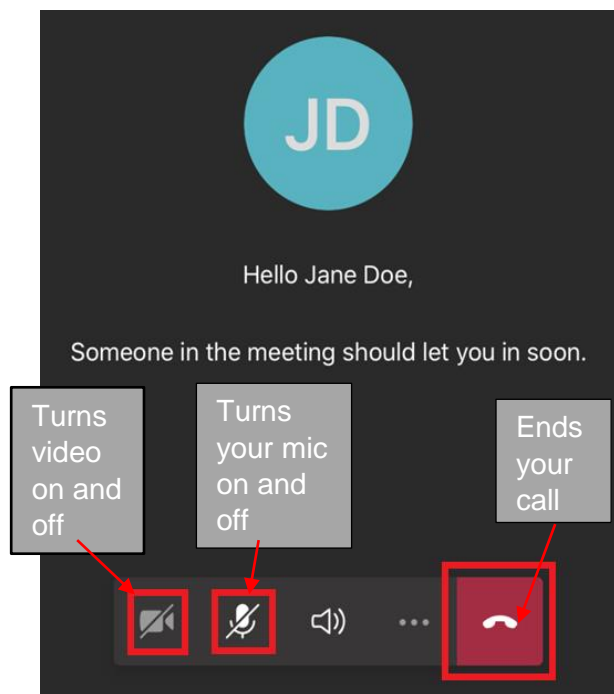 JD
Hello Jane Doe,
Someone in the meeting should let you in soon.
Turns
video
on and
off
Turns
your mic
on and
off
Ends
your
call